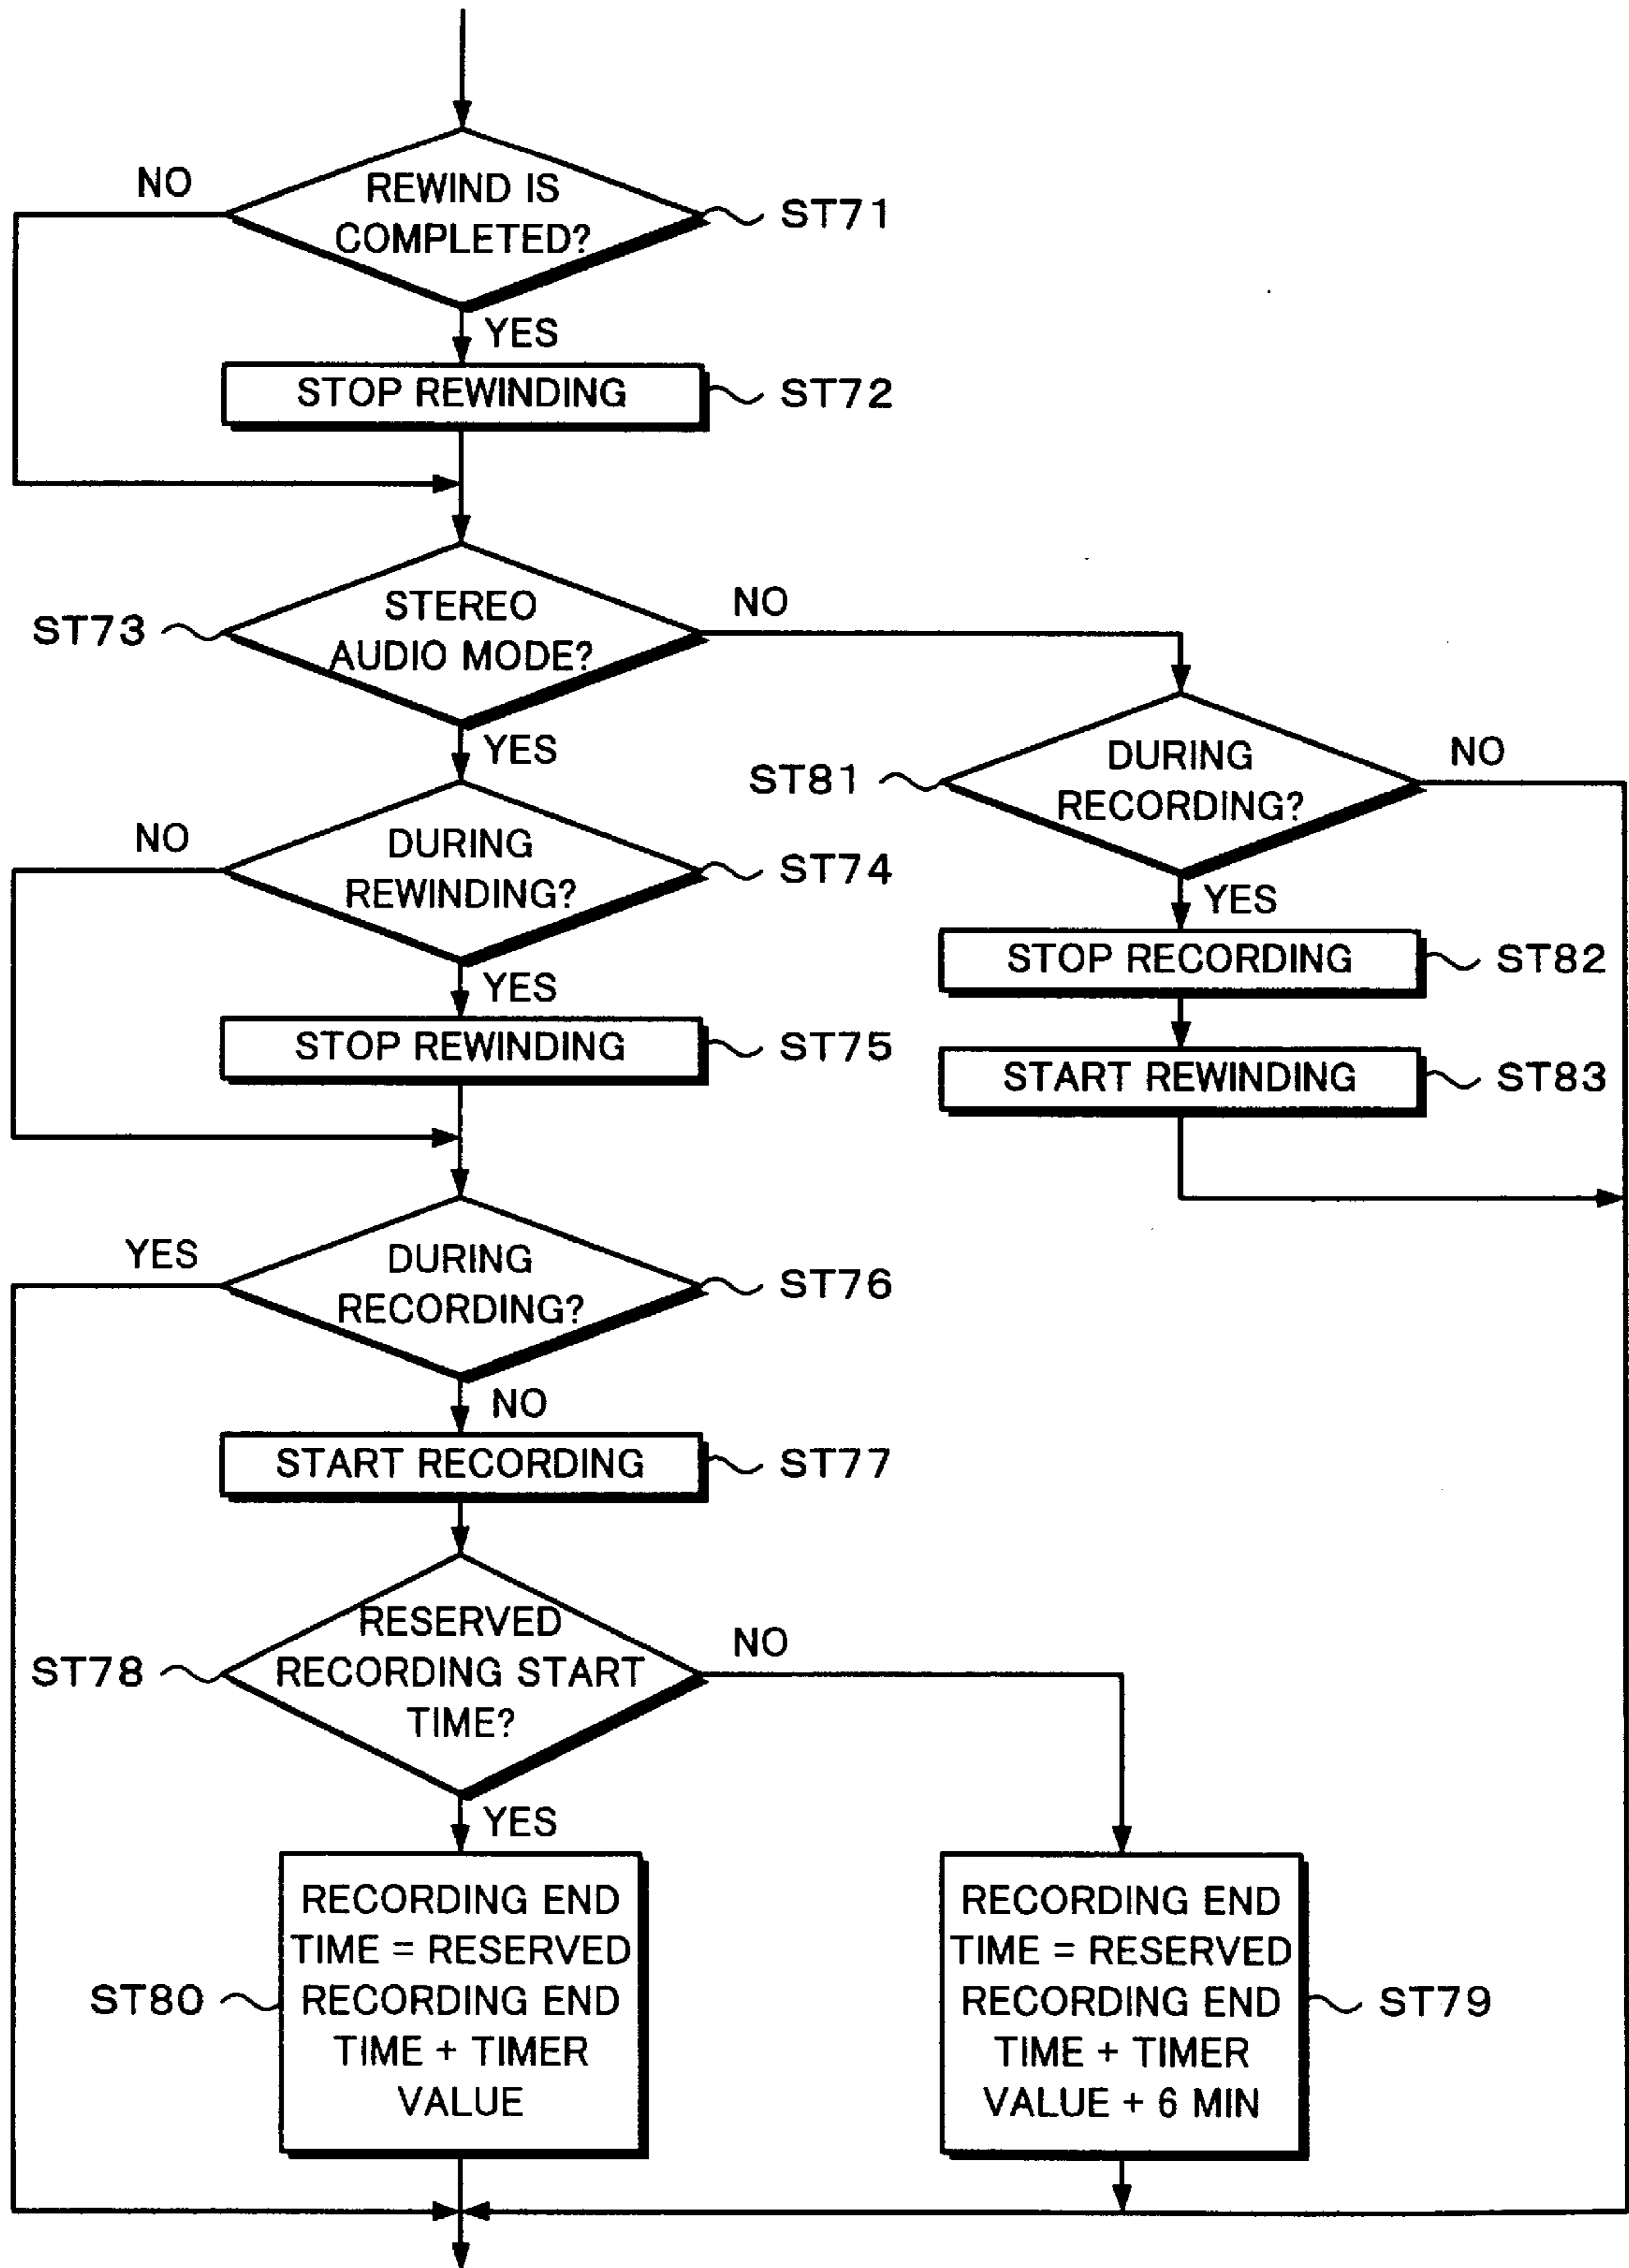 NO
REWIND IS
COMPLETED?
ST71
YES
STOP REWINDING
ST72
ST73
STEREO
AUDIO MODE?
NO
YES
ST81
DURING
RECORDING?
NO
NO
DURING
REWINDING?
ST74
YES
STOP RECORDING
ST82
YES
STOP REWINDING
ST75
START REWINDING
ST83
YES
DURING
RECORDING?
ST76
NO
START RECORDING
ST77
ST78
RESERVED
RECORDING START
TIME?
NO
YES
ST80
RECORDING END
TIME = RESERVED
RECORDING END
TIME + TIMER
VALUE
RECORDING END
TIME = RESERVED
RECORDING END
TIME + TIMER
VALUE + 6 MIN
ST79